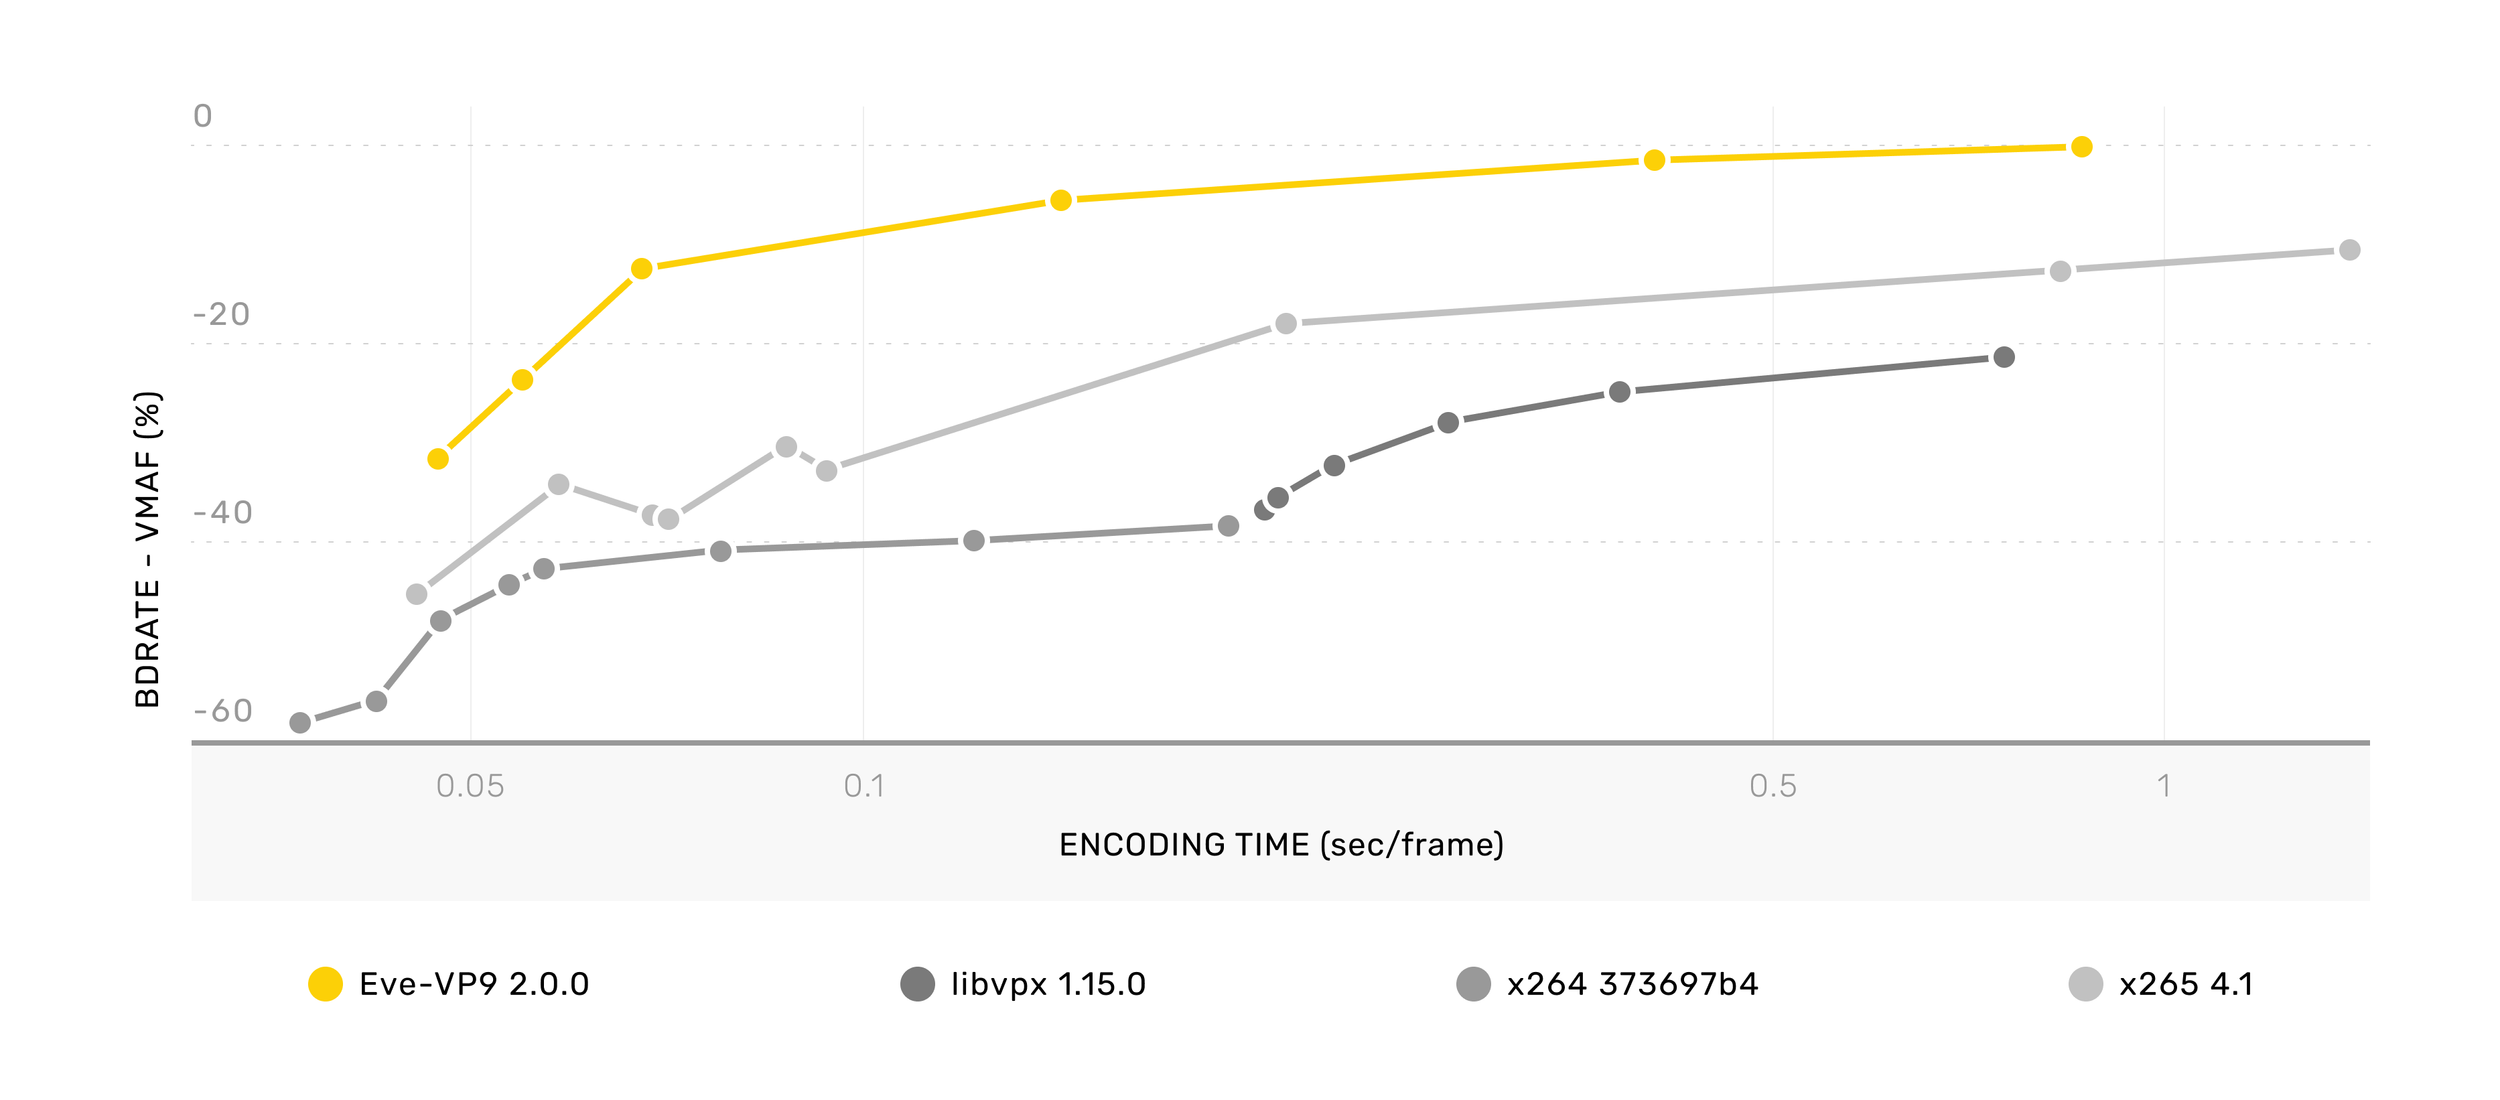 0
-20
-40
-60
BDRATE - VMAF (%)
0.05 0.1 0.5 1
ENCODING TIME (sec/frame)
Eve-VP9 2.0.0 libvpx 1.15.0 x264 373697b4 x265 4.1